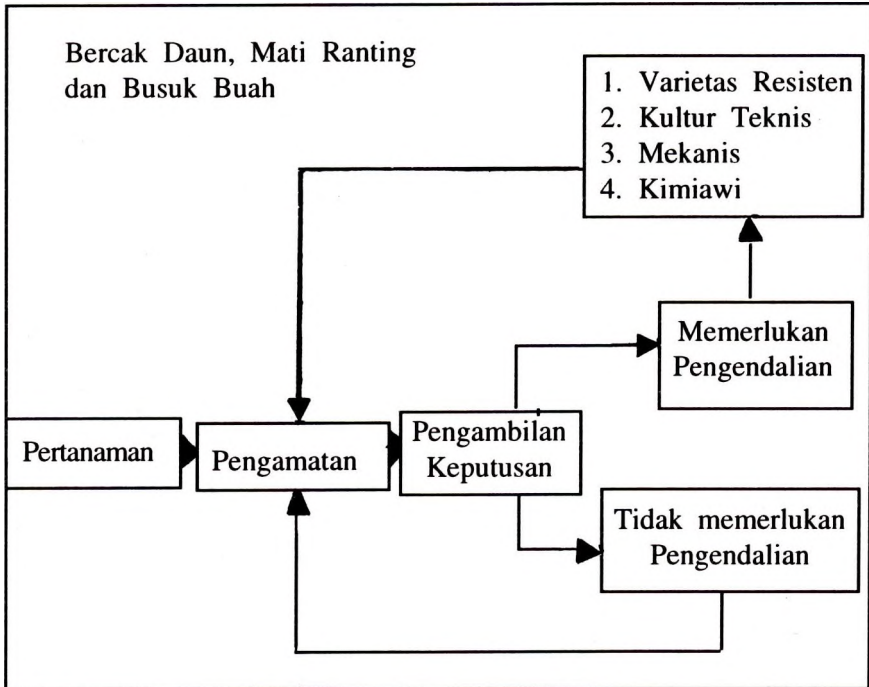 Bercak Daun, Mati Ranting
dan Busuk Buah
1. Varietas Resisten
2. Kultur Teknis
3. Mekanis
4. Kimiawi
Memerlukan
Pengendalian
Pertanaman
Pengamatan
Pengambilan
Keputusan
Tidak memerlukan
Pengendalian